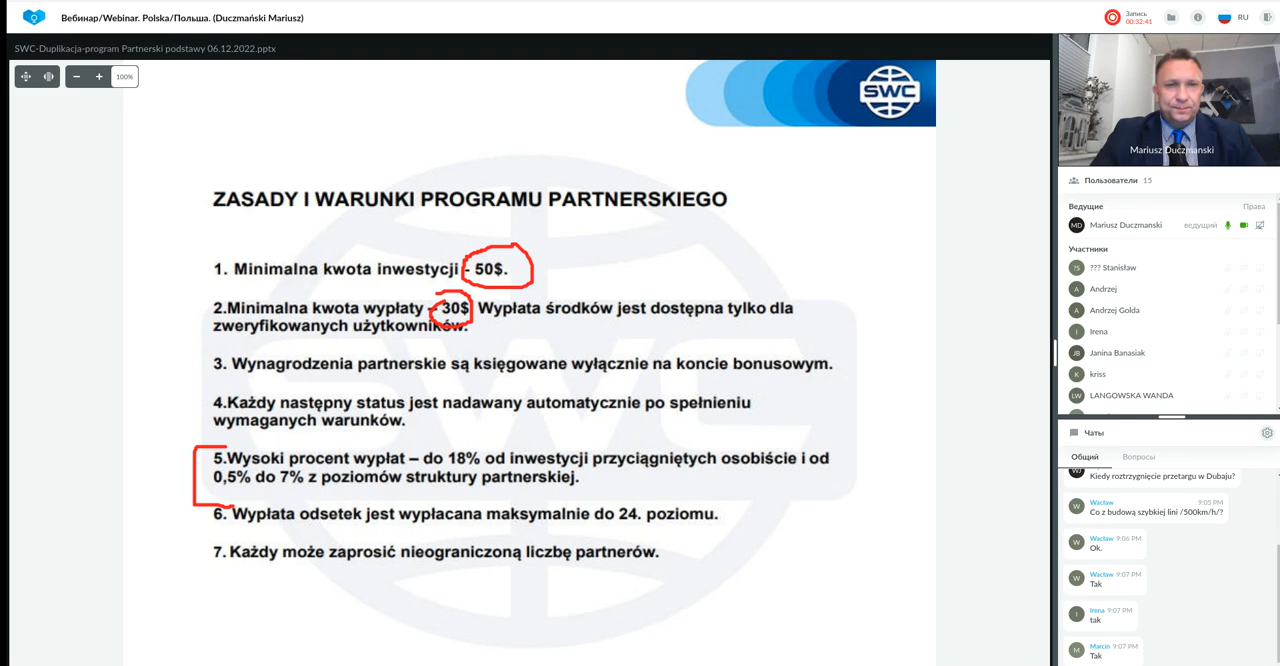 Вебинар/Webinar. Polska/Польша. (Duczmański Mariusz)
Запись
00:32:41
RU
SWC-Duplikacja-program Partnerski podstawy 06.12.2022.pptx
100%
SWC
ZASADY I WARUNKI PROGRAMU PARTNERSKIEGO
1. Minimalna kwota inwestycji - 50$.
2.Minimalna kwota wypłaty – 30$ Wypłata środków jest dostępna tylko dla
zweryfikowanych użytkowników.
3. Wynagrodzenia partnerskie są księgowane wyłącznie na koncie bonusowym.
4.Każdy następny status jest nadawany automatycznie po spełnieniu
wymaganych warunków.
5.Wysoki procent wypłat – do 18% od inwestycji przyciągniętych osobiście i od
0,5% do 7% z poziomów struktury partnerskiej.
6. Wypłata odsetek jest wypłacana maksymalnie do 24. poziomu.
7. Każdy może zaprosić nieograniczoną liczbę partnerów.
SWC
Mariusz Duczmanski
Пользователи 15
Ведущие Права
MD Mariusz Duczmanski ведущий
Участники
?S ??? Stanisław
A Andrzej
A Andrzej Golda
I Irena
JB Janina Banasiak
K kriss
LW LANGOWSKA WANDA
Чаты
Общий Вопросы
Kiedy roztrzygnięcie przetargu w Dubaju?
W Wacław 9:05 PM
Co z budową szybkiej lini /500km/h/?
W Wacław 9:06 PM
Ok.
W Wacław 9:07 PM
Tak
I Irena 9:07 PM
tak
M Marcin 9:07 PM
Tak